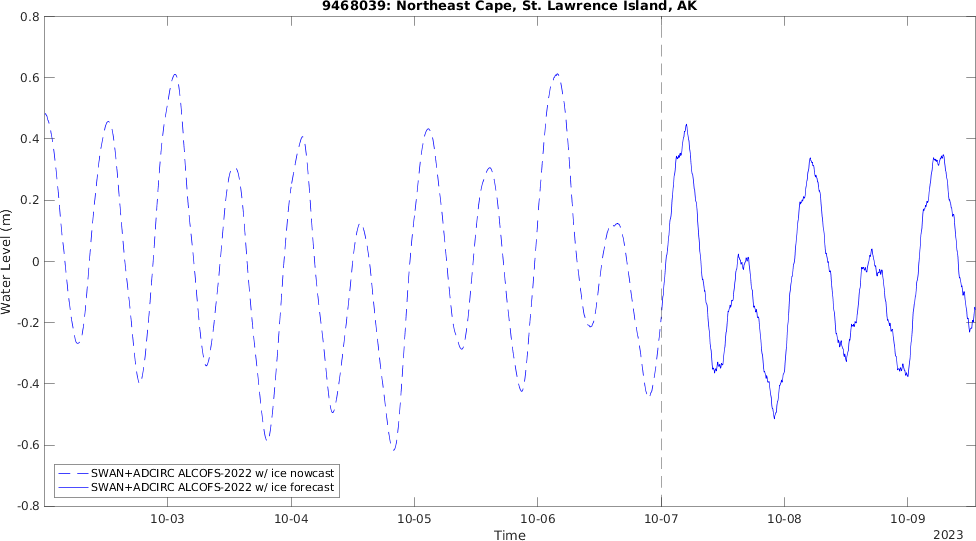 9468039: Northeast Cape, St. Lawrence Island, AK
0.8
0.6
0.4
0.2
0
-0.2
-0.4
-0.6
-0.8
Water Level (m)
SWAN+ADCIRC ALCOFS-2022 w/ ice nowcast
SWAN+ADCIRC ALCOFS-2022 w/ ice forecast
10-03 10-04 10-05 10-06 10-07 10-08 10-09
Time
2023